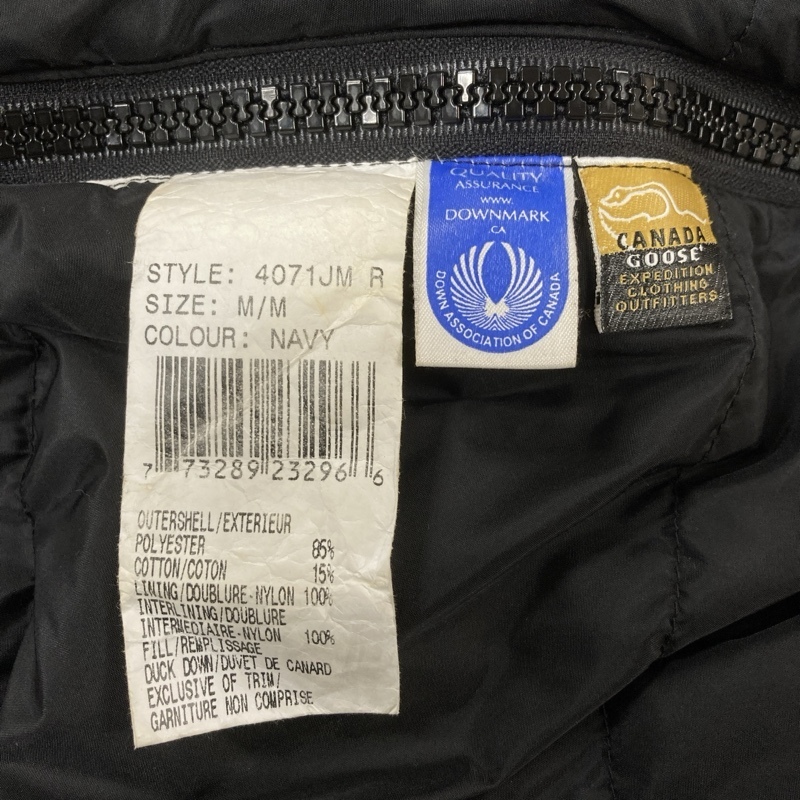 STYLE: 4071JM R
SIZE: M/M
COLOUR: NAVY
7 73289 23296 6
OUTERSHELL/EXTERIEUR
POLYESTER 85%
COTTON/COTON 15%
LINING/DOUBLURE-NYLON 100%
INTERLINING/DOUBLURE
INTERMEDIAIRE-NYLON 100%
FILL/REMPLISSAGE
DUCK DOWN/DUVET DE CANARD
EXCLUSIVE OF TRIM/
GARNITURE NON COMPRISE
QUALITY
ASSURANCE
www.
DOWNMARK
.CA
DOWN ASSOCIATION OF CANADA
CANADA
GOOSE
EXPEDITION
CLOTHING
OUTFITTERS